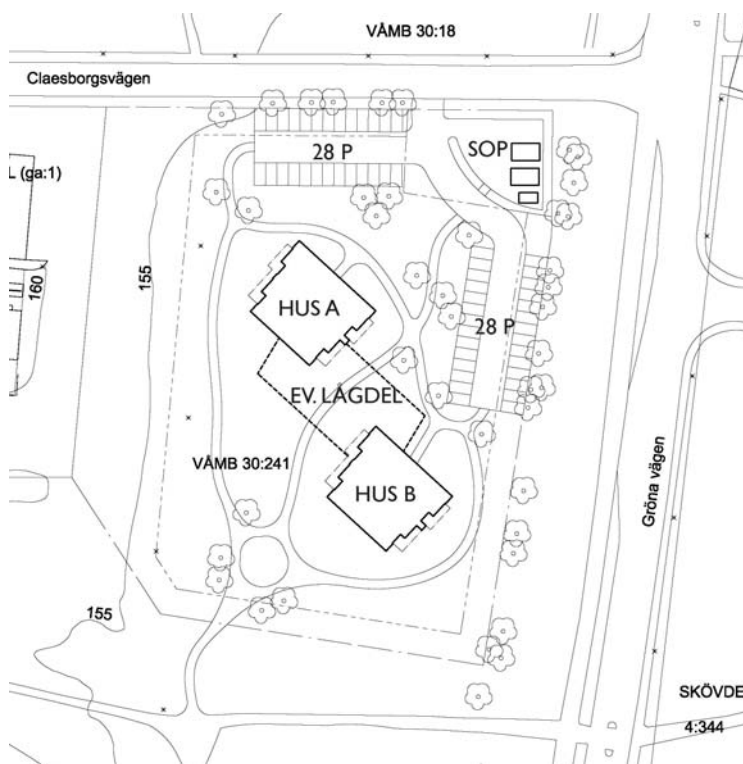 VÅMB 30:18
Claesborgsvägen
28 P
SOP
L (ga:1)
155
160
HUS A
28 P
EV. LÅGDEL
VÅMB 30:241
HUS B
Gröna vägen
155
SKÖVDE
4:344